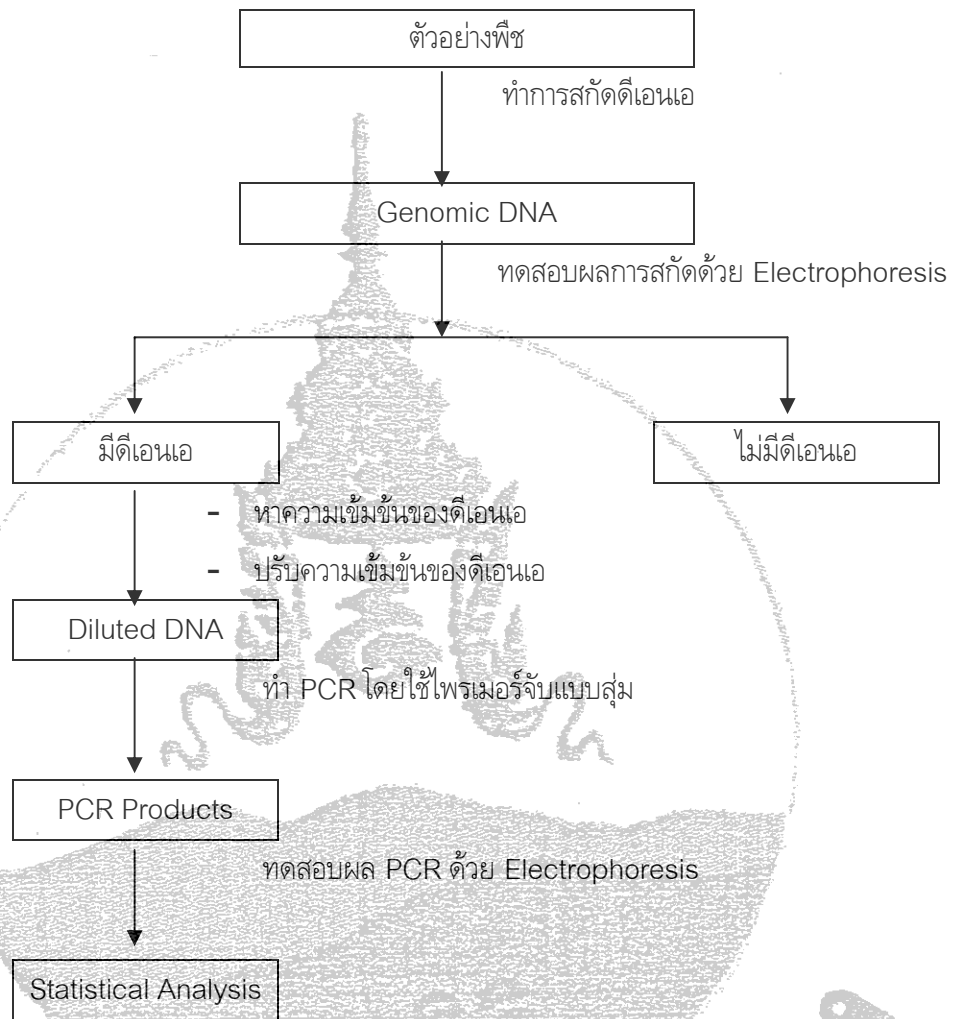 ตัวอย่างพืช
ทำการสกัดดีเอนเอ
Genomic DNA
ทดสอบผลการสกัดด้วย Electrophoresis
มีดีเอนเอ
ไม่มีดีเอนเอ
- หาความเข้มข้นของดีเอนเอ
- ปรับความเข้มข้นของดีเอนเอ
Diluted DNA
ทำ PCR โดยใช้ไพรเมอร์จับแบบสุ่ม
PCR Products
ทดสอบผล PCR ด้วย Electrophoresis
Statistical Analysis